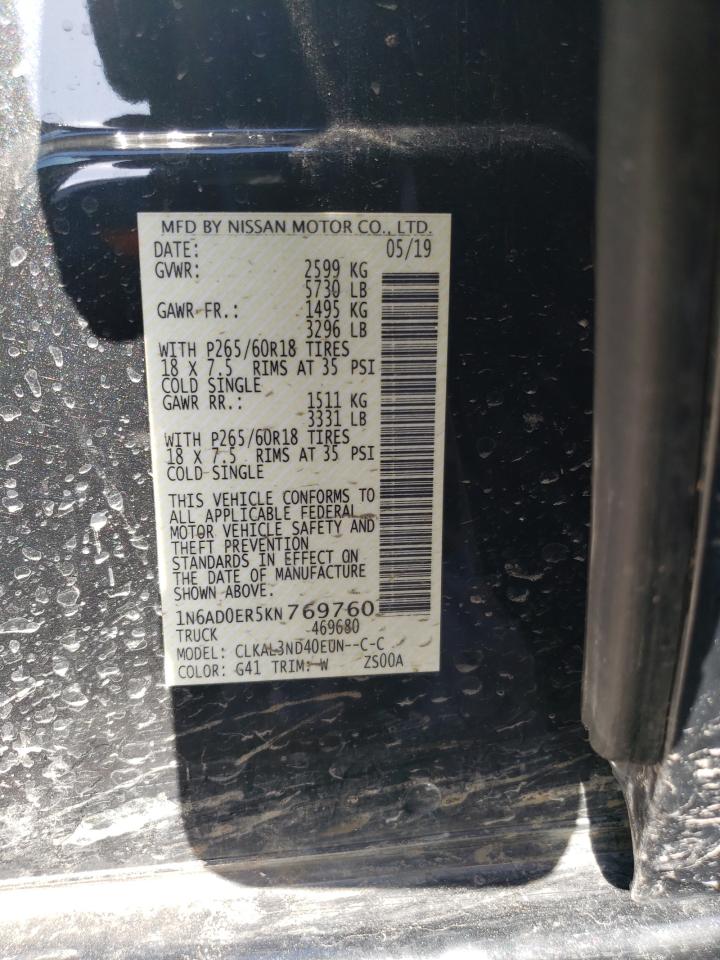 MFD BY NISSAN MOTOR CO., LTD.
DATE: 05/19
GVWR: 2599 KG
5730 LB
GAWR FR.: 1495 KG
3296 LB
WITH P265/60R18 TIRES
18 X 7.5 RIMS AT 35 PSI
COLD SINGLE
GAWR RR.: 1511 KG
3331 LB
WITH P265/60R18 TIRES
18 X 7.5 RIMS AT 35 PSI
COLD SINGLE
THIS VEHICLE CONFORMS TO
ALL APPLICABLE FEDERAL
MOTOR VEHICLE SAFETY AND
THEFT PREVENTION
STANDARDS IN EFFECT ON
THE DATE OF MANUFACTURE
SHOWN ABOVE.
1N6AD0ER5KN769760
TRUCK 469680
MODEL: CLKAL3ND40EUN--C-C
COLOR: G41 TRIM: W ZS00A